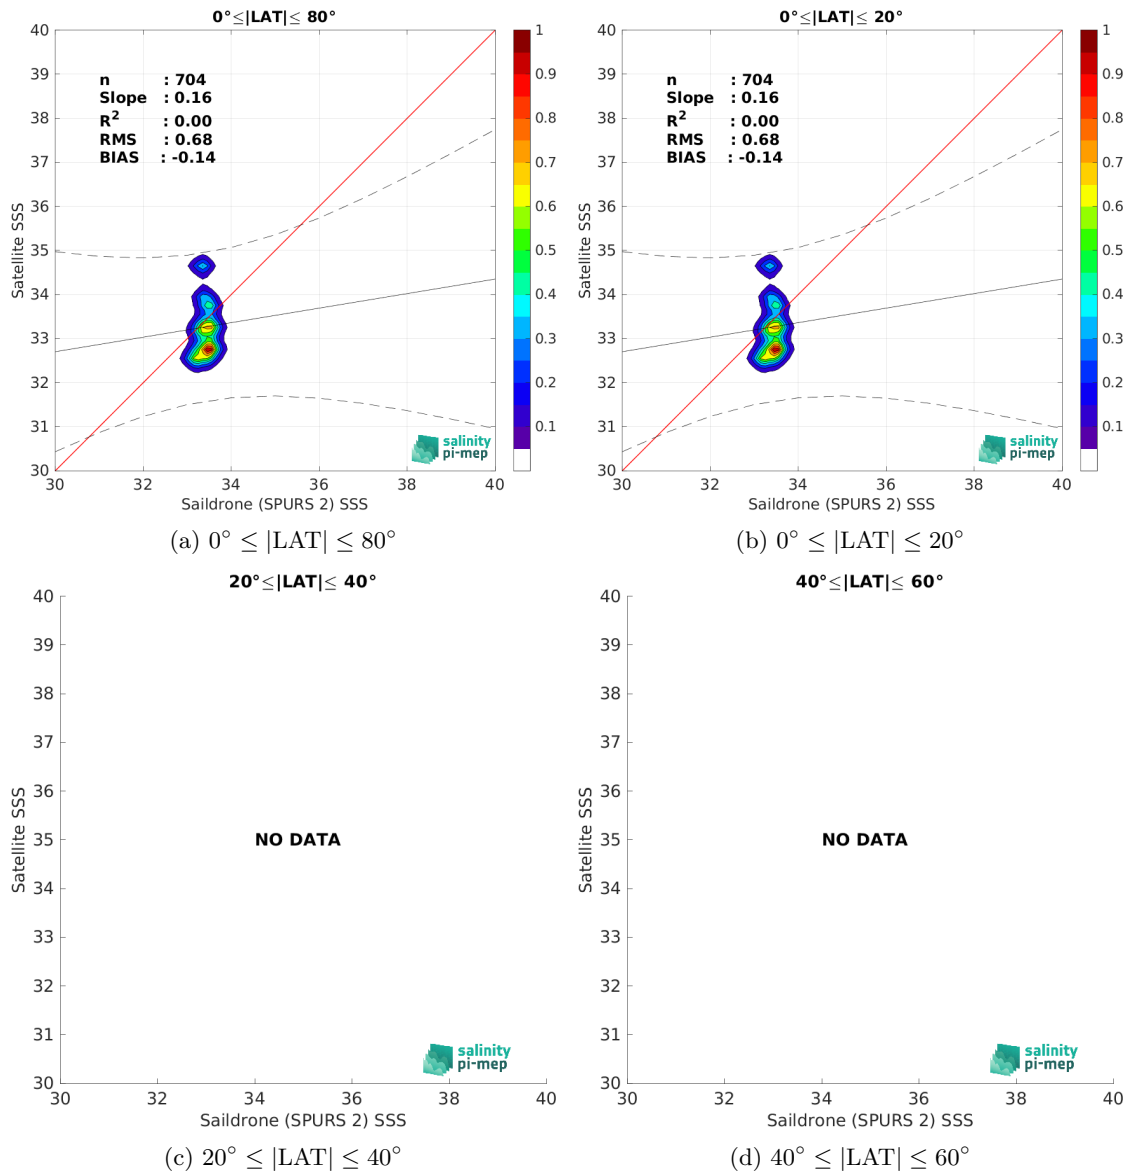 0°≤|LAT|≤ 80°
40
39
38
37
36
35
34
33
32
31
30
Satellite SSS
n : 704
Slope : 0.16
R² : 0.00
RMS : 0.68
BIAS : -0.14
1
0.9
0.8
0.7
0.6
0.5
0.4
0.3
0.2
0.1
salinity
pi-mep
30 32 34 36 38 40
Saildrone (SPURS 2) SSS
(a) 0° ≤ |LAT| ≤ 80°
0°≤|LAT|≤ 20°
40
39
38
37
36
35
34
33
32
31
30
Satellite SSS
n : 704
Slope : 0.16
R² : 0.00
RMS : 0.68
BIAS : -0.14
1
0.9
0.8
0.7
0.6
0.5
0.4
0.3
0.2
0.1
salinity
pi-mep
30 32 34 36 38 40
Saildrone (SPURS 2) SSS
(b) 0° ≤ |LAT| ≤ 20°
20°≤|LAT|≤ 40°
40
39
38
37
36
35
34
33
32
31
30
Satellite SSS
NO DATA
salinity
pi-mep
30 32 34 36 38 40
Saildrone (SPURS 2) SSS
(c) 20° ≤ |LAT| ≤ 40°
40°≤|LAT|≤ 60°
40
39
38
37
36
35
34
33
32
31
30
Satellite SSS
NO DATA
salinity
pi-mep
30 32 34 36 38 40
Saildrone (SPURS 2) SSS
(d) 40° ≤ |LAT| ≤ 60°